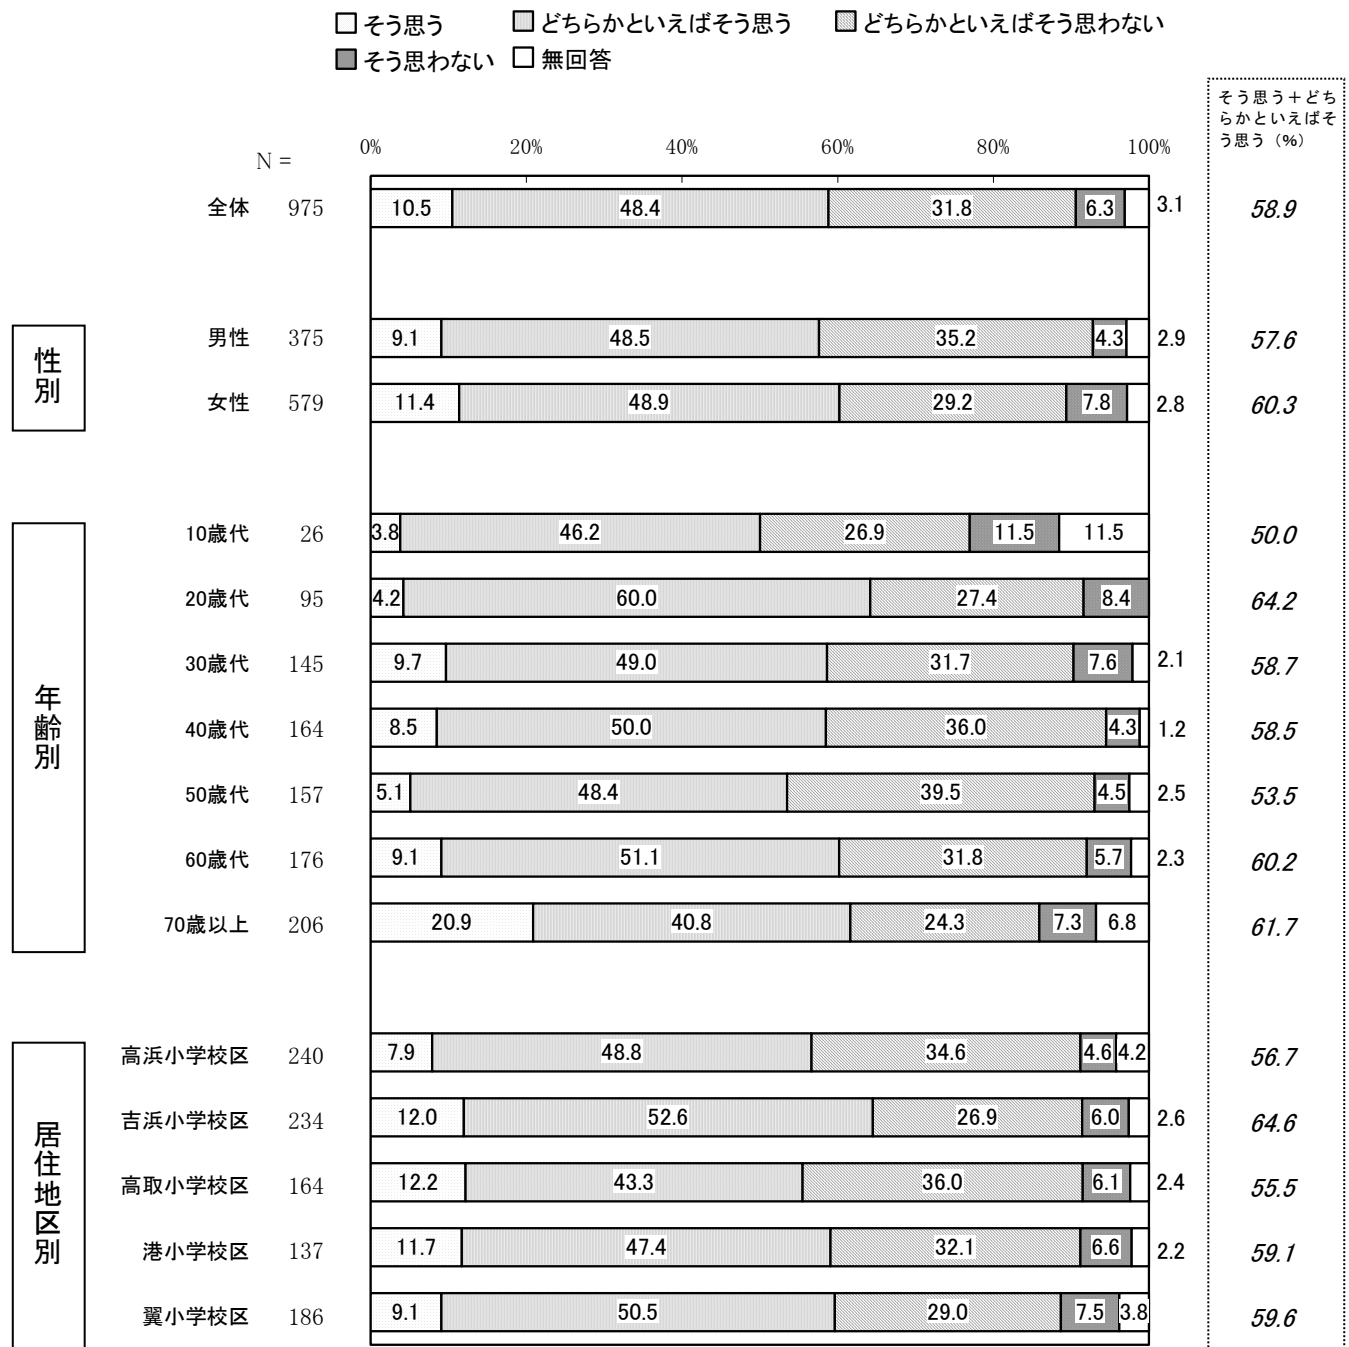 そう思う どちらかといえばそう思う どちらかといえばそう思わない
そう思わない 無回答
そう思う＋どち
らかといえばそ
う思う（%）
N = 0% 20% 40% 60% 80% 100%
全体 975 10.5 48.4 31.8 6.3 3.1 58.9
性別
男性 375 9.1 48.5 35.2 4.3 2.9 57.6
女性 579 11.4 48.9 29.2 7.8 2.8 60.3
年齢別
10歳代 26 3.8 46.2 26.9 11.5 11.5 50.0
20歳代 95 4.2 60.0 27.4 8.4 64.2
30歳代 145 9.7 49.0 31.7 7.6 2.1 58.7
40歳代 164 8.5 50.0 36.0 4.3 1.2 58.5
50歳代 157 5.1 48.4 39.5 4.5 2.5 53.5
60歳代 176 9.1 51.1 31.8 5.7 2.3 60.2
70歳以上 206 20.9 40.8 24.3 7.3 6.8 61.7
居住地区別
高浜小学校区 240 7.9 48.8 34.6 4.6 4.2 56.7
吉浜小学校区 234 12.0 52.6 26.9 6.0 2.6 64.6
高取小学校区 164 12.2 43.3 36.0 6.1 2.4 55.5
港小学校区 137 11.7 47.4 32.1 6.6 2.2 59.1
翼小学校区 186 9.1 50.5 29.0 7.5 3.8 59.6